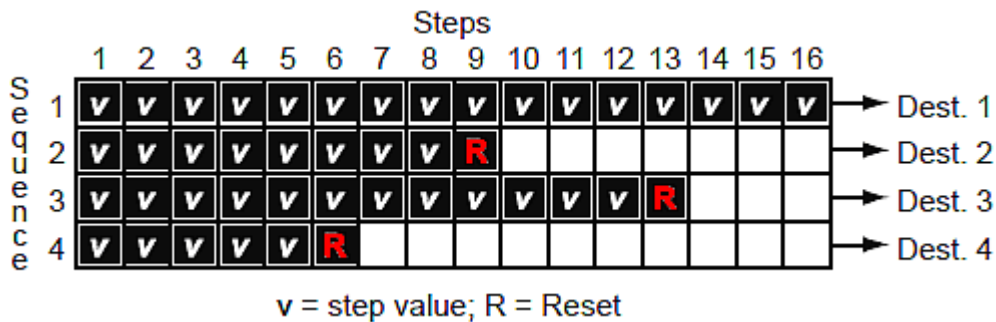 Steps
1 2 3 4 5 6 7 8 9 10 11 12 13 14 15 16
Sequence
1 v v v v v v v v v v v v v v v v Dest. 1
2 v v v v v v v v R Dest. 2
3 v v v v v v v v v v v v R Dest. 3
4 v v v v v R Dest. 4
v = step value; R = Reset